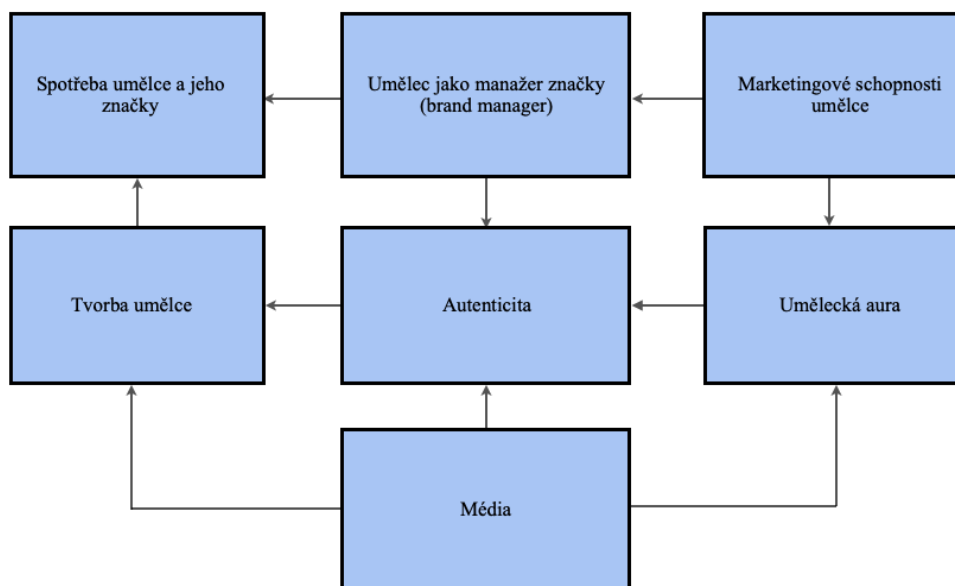 Spotřeba umělce a jeho
značky
Umělec jako manažer značky
(brand manager)
Marketingové schopnosti
umělce
Tvorba umělce
Autenticita
Umělecká aura
Média